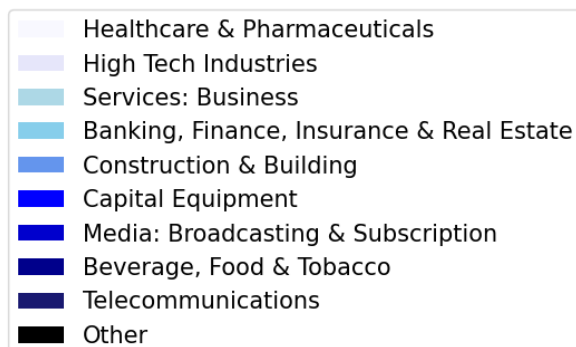 Healthcare & Pharmaceuticals
High Tech Industries
Services: Business
Banking, Finance, Insurance & Real Estate
Construction & Building
Capital Equipment
Media: Broadcasting & Subscription
Beverage, Food & Tobacco
Telecommunications
Other